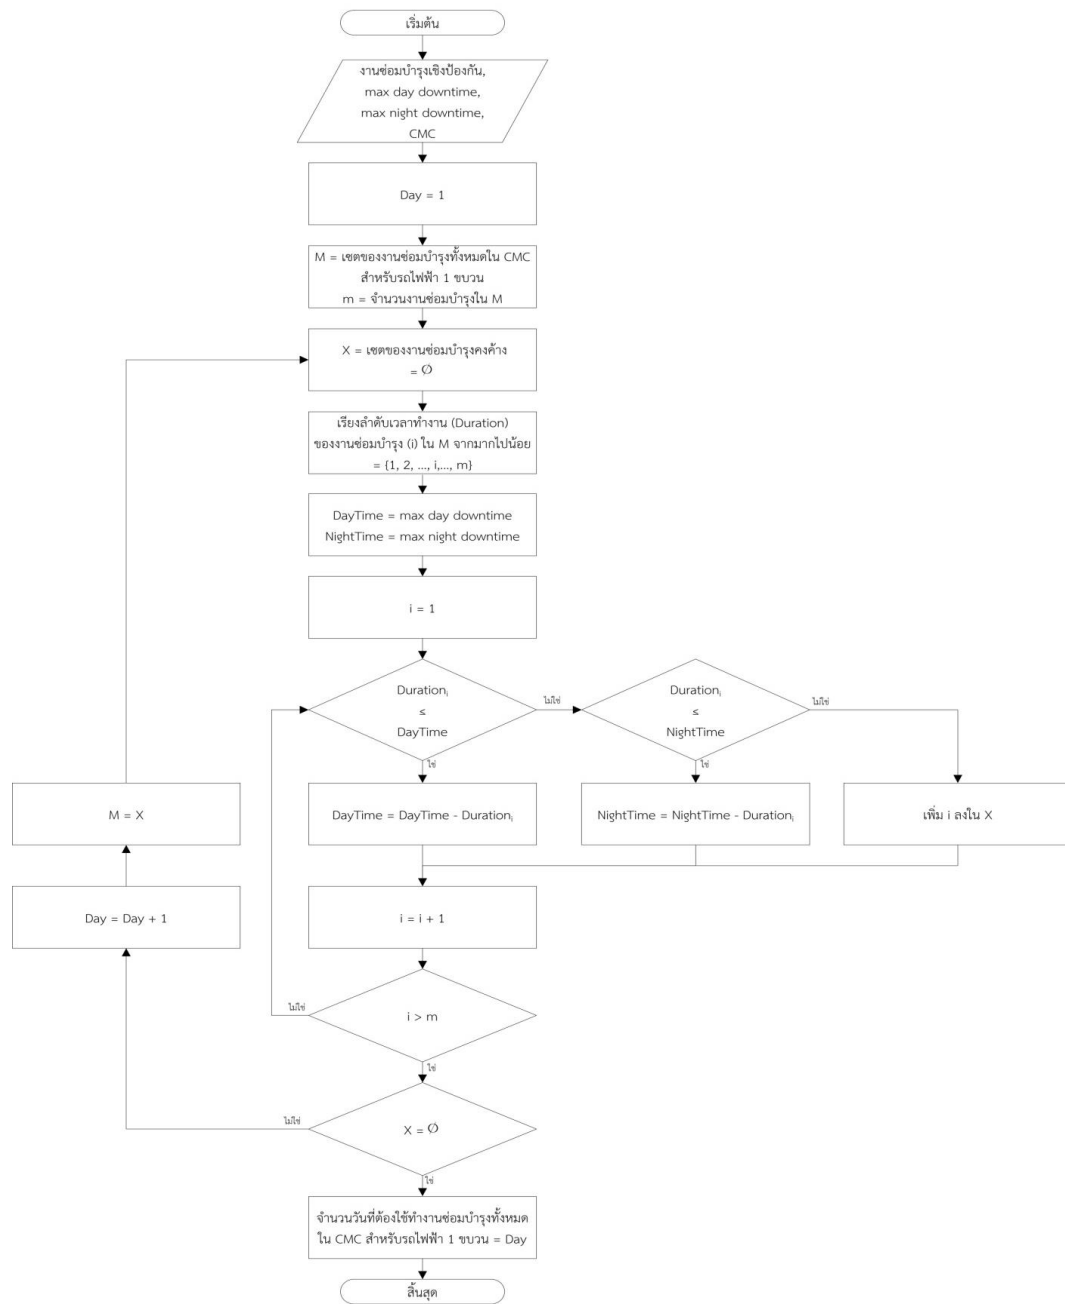 เริ่มต้น
งานซ่อมบำรุงเชิงป้องกัน,
max day downtime,
max night downtime,
CMC
Day = 1
M = เซตของงานซ่อมบำรุงทั้งหมดใน CMC
สำหรับรถไฟฟ้า 1 ขบวน
m = จำนวนงานซ่อมบำรุงใน M
X = เซตของงานซ่อมบำรุงคงค้าง
= Ø
เรียงลำดับเวลาทำงาน (Duration)
ของงานซ่อมบำรุง (i) ใน M จากมากไปน้อย
= {1, 2, ..., i,..., m}
DayTime = max day downtime
NightTime = max night downtime
i = 1
Durationᵢ
≤
DayTime
ไม่ใช่
ใช่
Durationᵢ
≤
NightTime
ไม่ใช่
ใช่
M = X
DayTime = DayTime - Durationᵢ
NightTime = NightTime - Durationᵢ
เพิ่ม i ลงใน X
Day = Day + 1
i = i + 1
i > m
ไม่ใช่
ใช่
X = Ø
ไม่ใช่
ใช่
จำนวนวันที่ต้องใช้ทำงานซ่อมบำรุงทั้งหมด
ใน CMC สำหรับรถไฟฟ้า 1 ขบวน = Day
สิ้นสุด